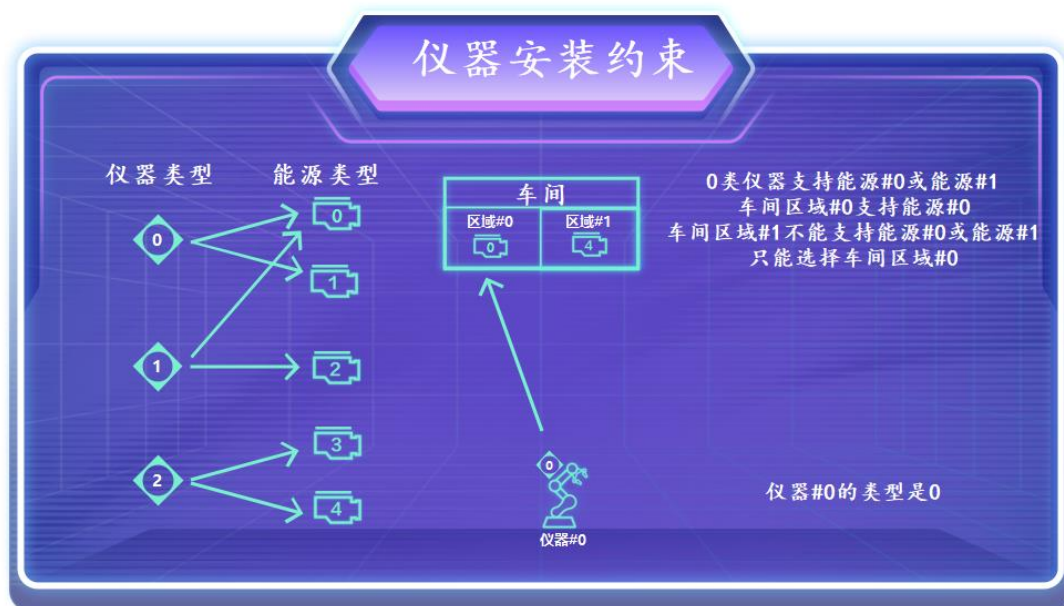 仪器安装约束
仪器类型
能源类型
0
1
2
0
1
2
3
4
车间
区域#0
区域#1
0
4
0类仪器支持能源#0或能源#1
车间区域#0支持能源#0
车间区域#1不能支持能源#0或能源#1
只能选择车间区域#0
0
仪器#0
仪器#0的类型是0